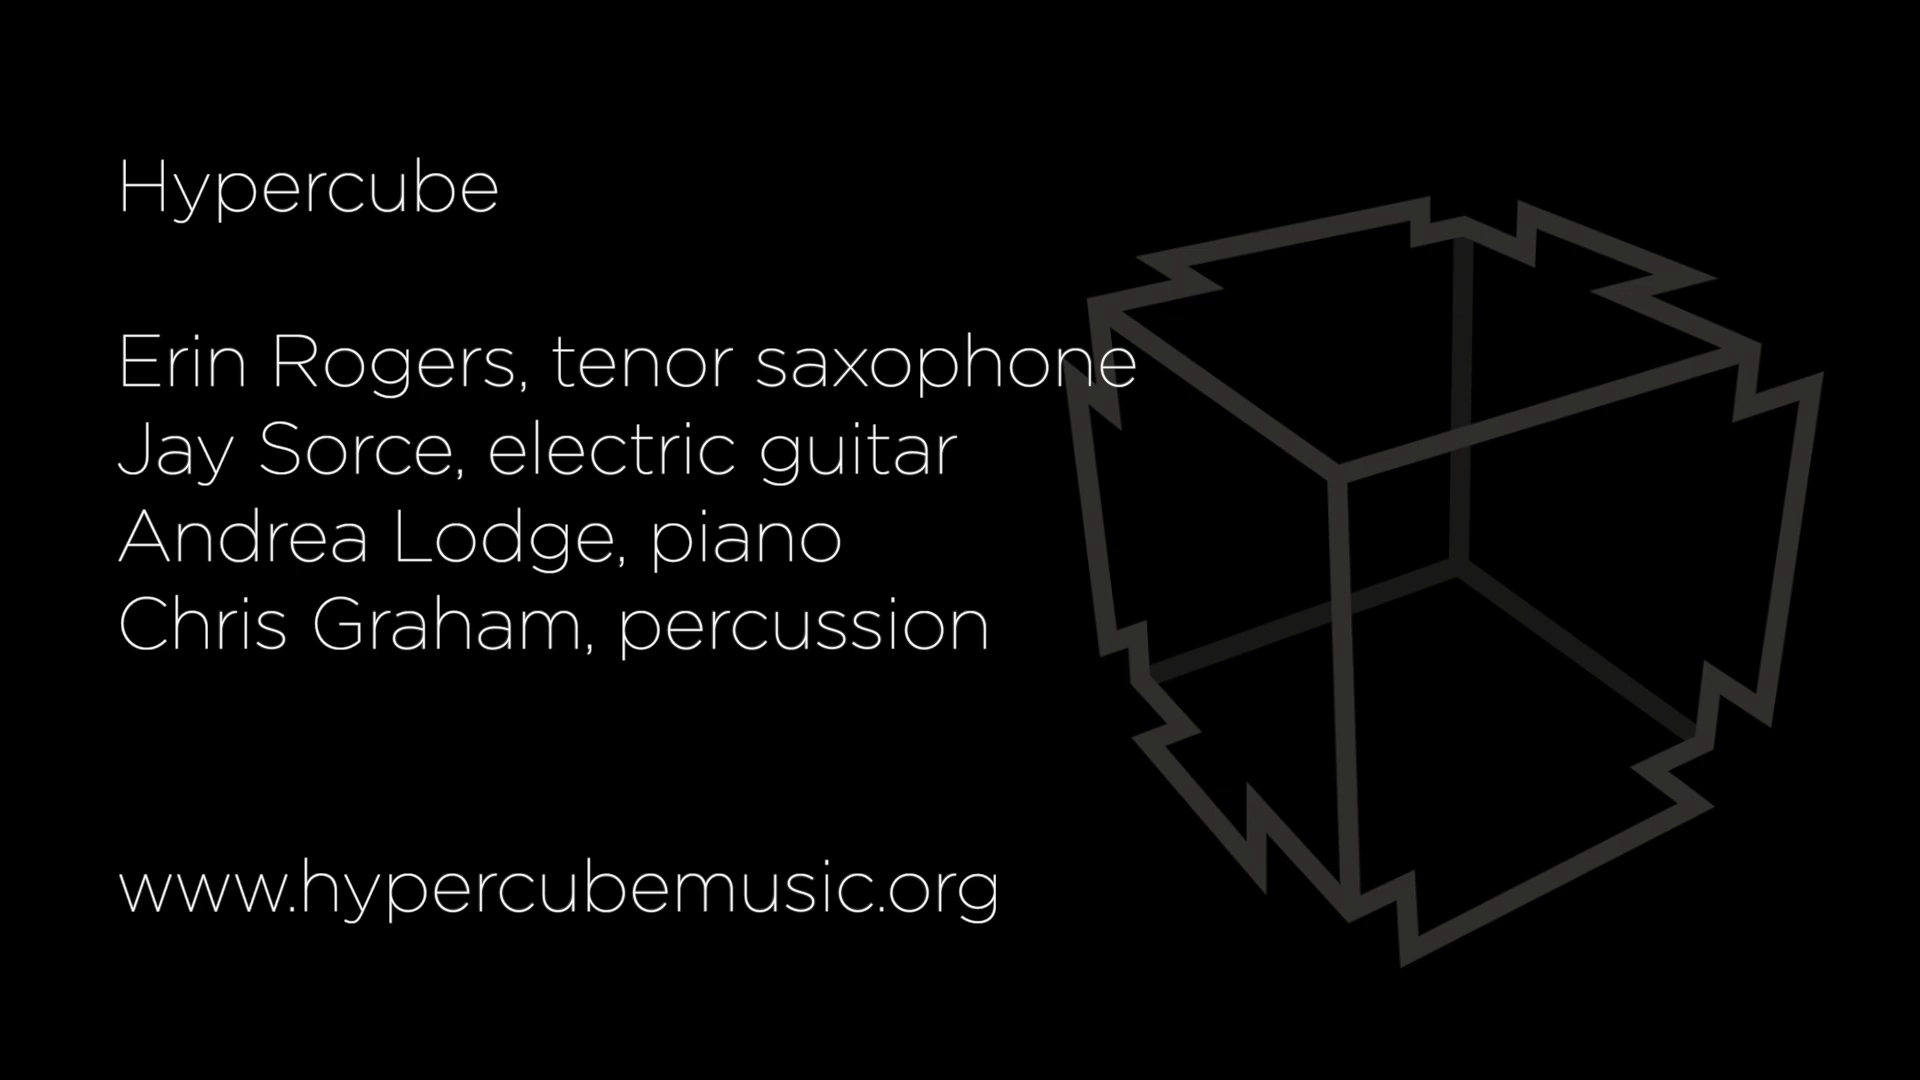 Hypercube
Erin Rogers, tenor saxophone
Jay Sorce, electric guitar
Andrea Lodge, piano
Chris Graham, percussion
www.hypercubemusic.org